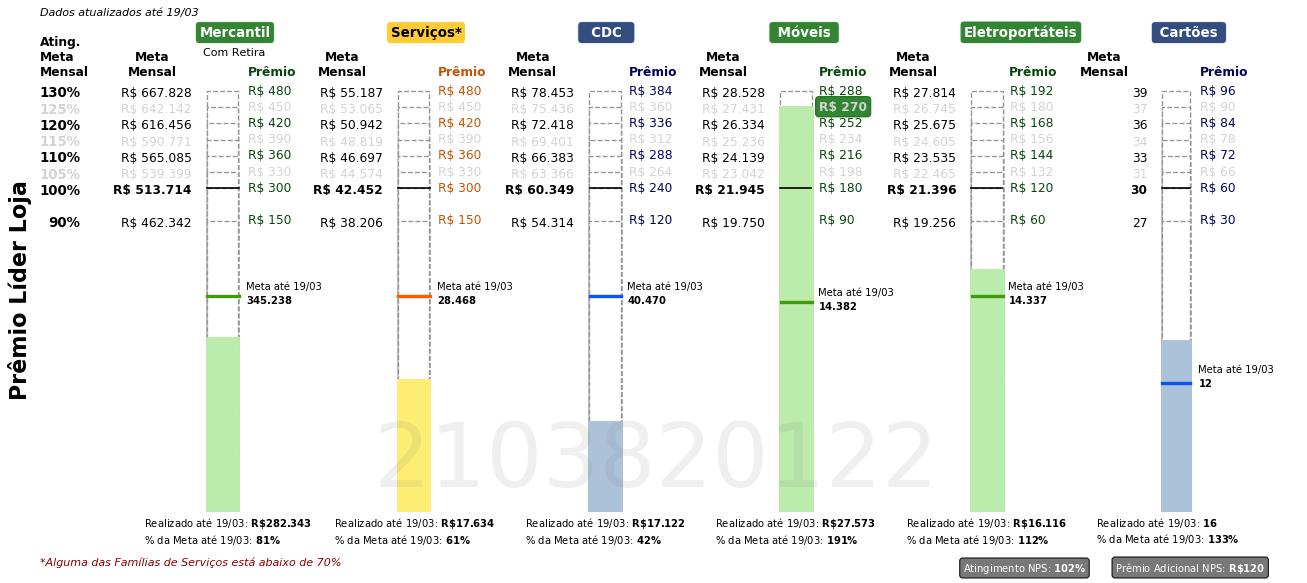 Dados atualizados até 19/03
Mercantil Serviços* CDC Móveis Eletroportáteis Cartões
Com Retira
Ating. Meta Mensal Meta Mensal Prêmio Meta Mensal Prêmio Meta Mensal Prêmio Meta Mensal Prêmio Meta Mensal Prêmio Meta Mensal Prêmio
130% R$ 667.828 R$ 480 R$ 55.187 R$ 480 R$ 78.453 R$ 384 R$ 28.528 R$ 288 R$ 27.814 R$ 192 39 R$ 96
125% R$ 642.142 R$ 450 R$ 53.065 R$ 450 R$ 75.436 R$ 360 R$ 27.431 R$ 270 R$ 26.745 R$ 180 37 R$ 90
120% R$ 616.456 R$ 420 R$ 50.942 R$ 420 R$ 72.418 R$ 336 R$ 26.334 R$ 252 R$ 25.675 R$ 168 36 R$ 84
115% R$ 590.771 R$ 390 R$ 48.819 R$ 390 R$ 69.401 R$ 312 R$ 25.236 R$ 234 R$ 24.605 R$ 156 34 R$ 78
110% R$ 565.085 R$ 360 R$ 46.697 R$ 360 R$ 66.383 R$ 288 R$ 24.139 R$ 216 R$ 23.535 R$ 144 33 R$ 72
105% R$ 539.399 R$ 330 R$ 44.574 R$ 330 R$ 63.366 R$ 264 R$ 23.042 R$ 198 R$ 22.465 R$ 132 31 R$ 66
100% R$ 513.714 R$ 300 R$ 42.452 R$ 300 R$ 60.349 R$ 240 R$ 21.945 R$ 180 R$ 21.396 R$ 120 30 R$ 60
90% R$ 462.342 R$ 150 R$ 38.206 R$ 150 R$ 54.314 R$ 120 R$ 19.750 R$ 90 R$ 19.256 R$ 60 27 R$ 30
Prêmio Líder Loja
Meta até 19/03 Meta até 19/03 Meta até 19/03 Meta até 19/03 Meta até 19/03
345.238 28.468 40.470 14.382 14.337
Meta até 19/03
12
2103820122
Realizado até 19/03: R$282.343 Realizado até 19/03: R$17.634 Realizado até 19/03: R$17.122 Realizado até 19/03: R$27.573 Realizado até 19/03: R$16.116 Realizado até 19/03: 16
% da Meta até 19/03: 81% % da Meta até 19/03: 61% % da Meta até 19/03: 42% % da Meta até 19/03: 191% % da Meta até 19/03: 112% % da Meta até 19/03: 133%
*Alguma das Famílias de Serviços está abaixo de 70%
Atingimento NPS: 102% Prêmio Adicional NPS: R$120